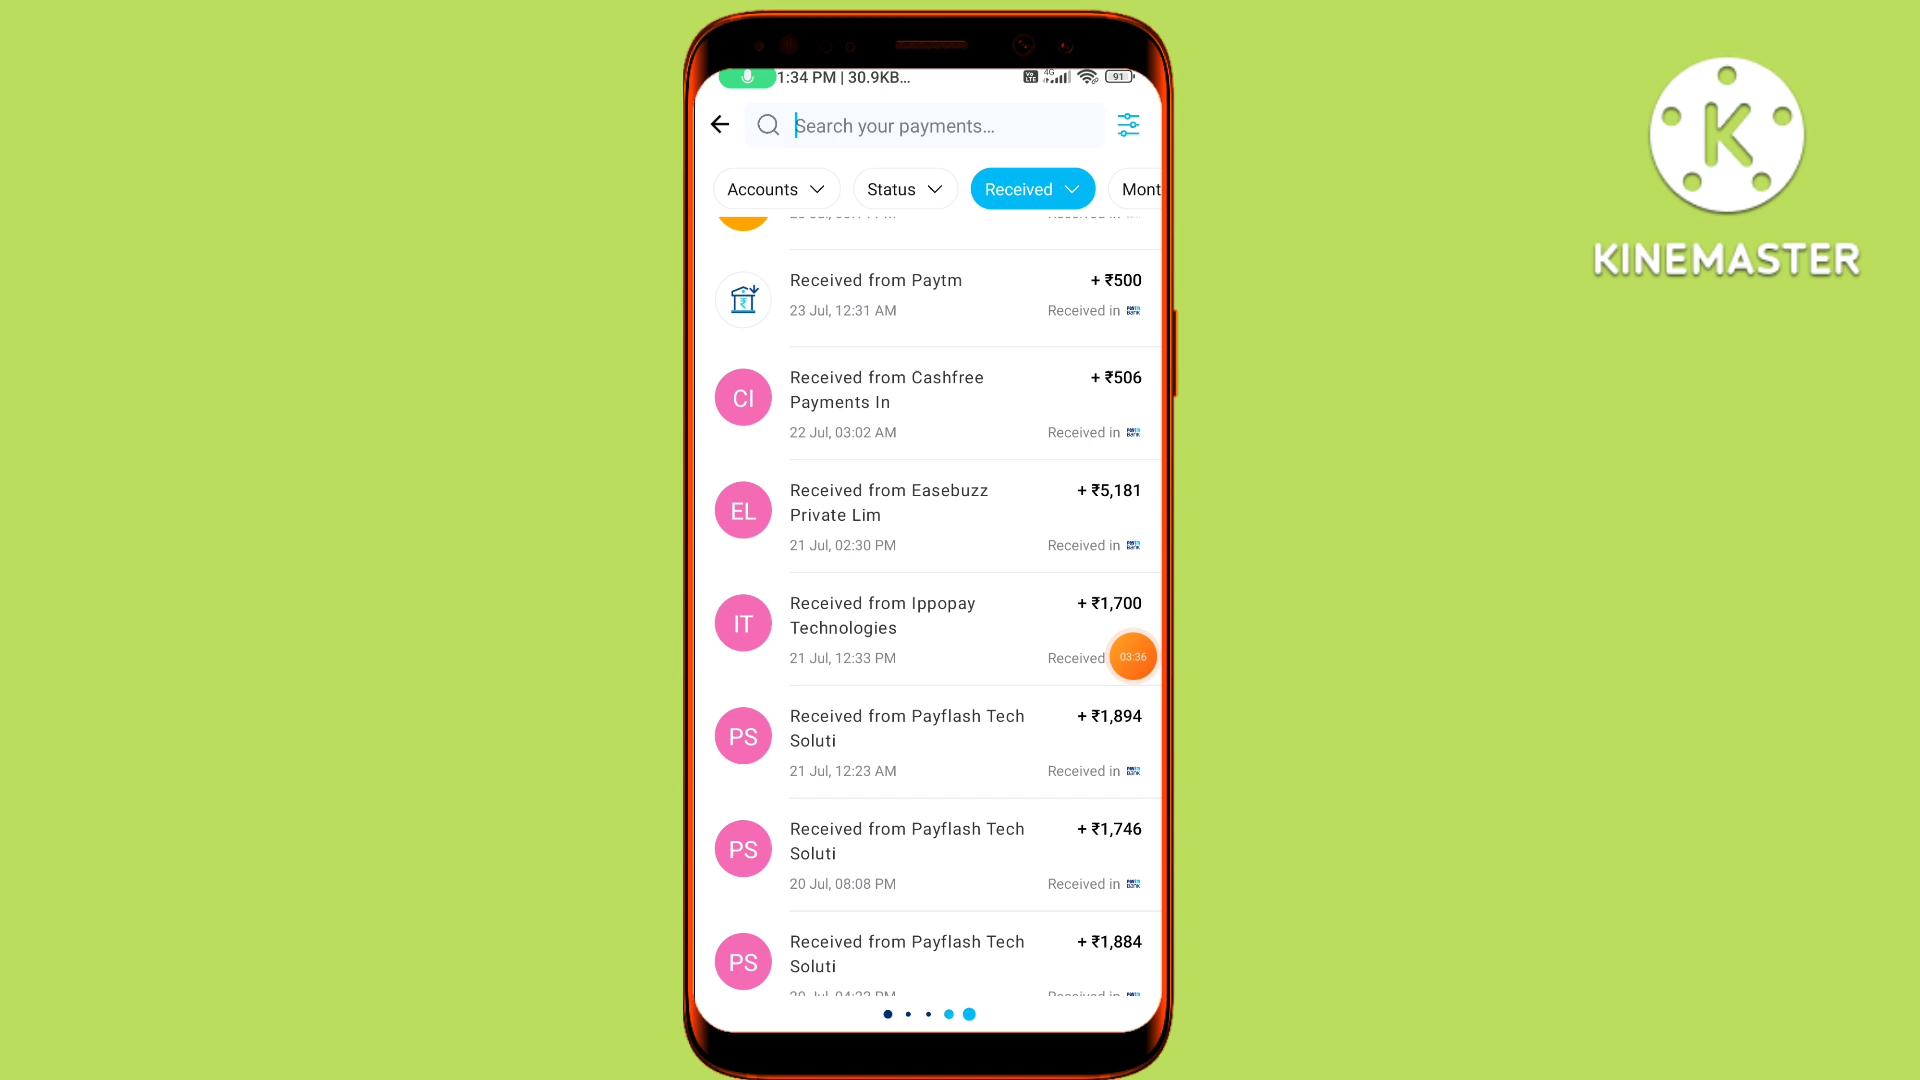 1:34 PM | 30.9KB...
4G
91
Search your payments...
Accounts
Status
Received
Mont
Received from Paytm
+ ₹500
23 Jul, 12:31 AM
Received in
CI
Received from Cashfree
Payments In
+ ₹506
22 Jul, 03:02 AM
Received in
EL
Received from Easebuzz
Private Lim
+ ₹5,181
21 Jul, 02:30 PM
Received in
IT
Received from Ippopay
Technologies
+ ₹1,700
21 Jul, 12:33 PM
Received
03:36
PS
Received from Payflash Tech
Soluti
+ ₹1,894
21 Jul, 12:23 AM
Received in
PS
Received from Payflash Tech
Soluti
+ ₹1,746
20 Jul, 08:08 PM
Received in
PS
Received from Payflash Tech
Soluti
+ ₹1,884
K
KINEMASTER